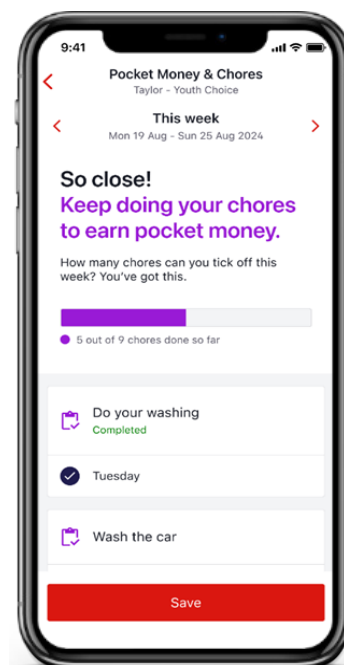 9:41
Pocket Money & Chores
Taylor - Youth Choice
This week
Mon 19 Aug - Sun 25 Aug 2024
So close!
Keep doing your chores
to earn pocket money.
How many chores can you tick off this
week? You've got this.
5 out of 9 chores done so far
Do your washing
Completed
Tuesday
Wash the car
Save